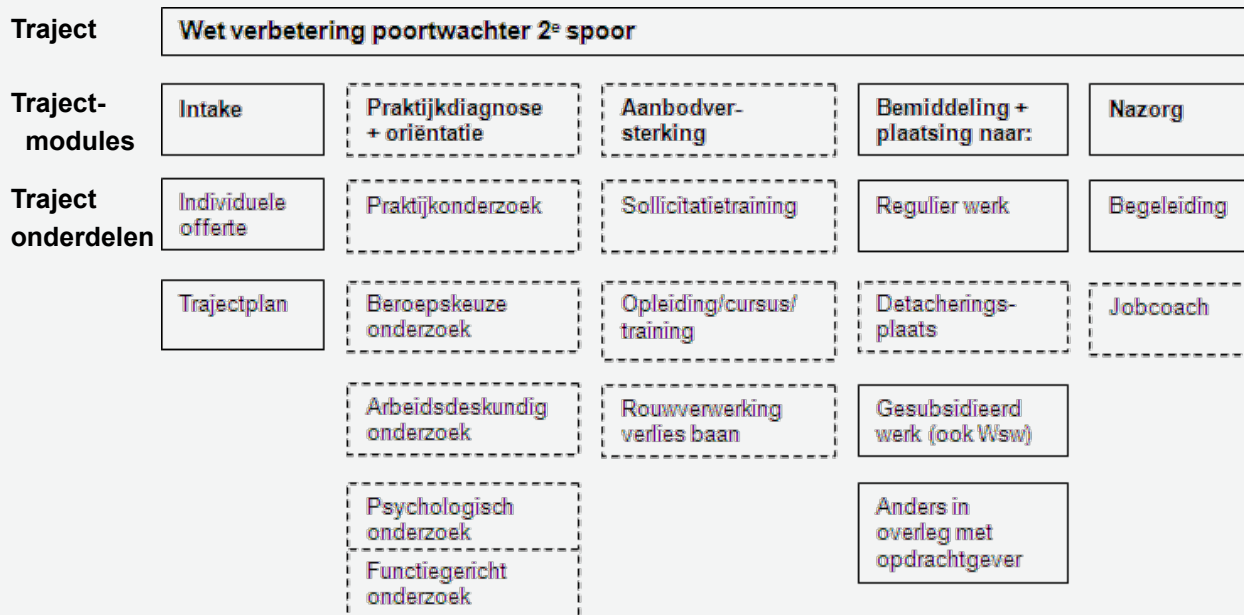 Traject
Wet verbetering poortwachter 2e spoor
Traject-
modules
Intake
Praktijkdiagnose
+ oriëntatie
Aanbodver-
sterking
Bemiddeling +
plaatsing naar:
Nazorg
Traject
onderdelen
Individuele
offerte
Praktijkonderzoek
Sollicitatietraining
Regulier werk
Begeleiding
Trajectplan
Beroepskeuze
onderzoek
Opleiding/cursus/
training
Detacherings-
plaats
Jobcoach
Arbeidsdeskundig
onderzoek
Rouwverwerking
verlies baan
Gesubsidieerd
werk (ook Wsw)
Psychologisch
onderzoek
Anders in
overleg met
opdrachtgever
Functiegericht
onderzoek